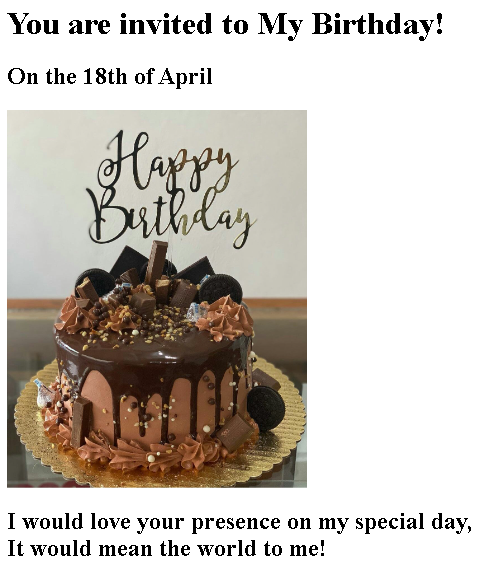 You are invited to My Birthday!
On the 18th of April
Happy
Birthday
I would love your presence on my special day,
It would mean the world to me!